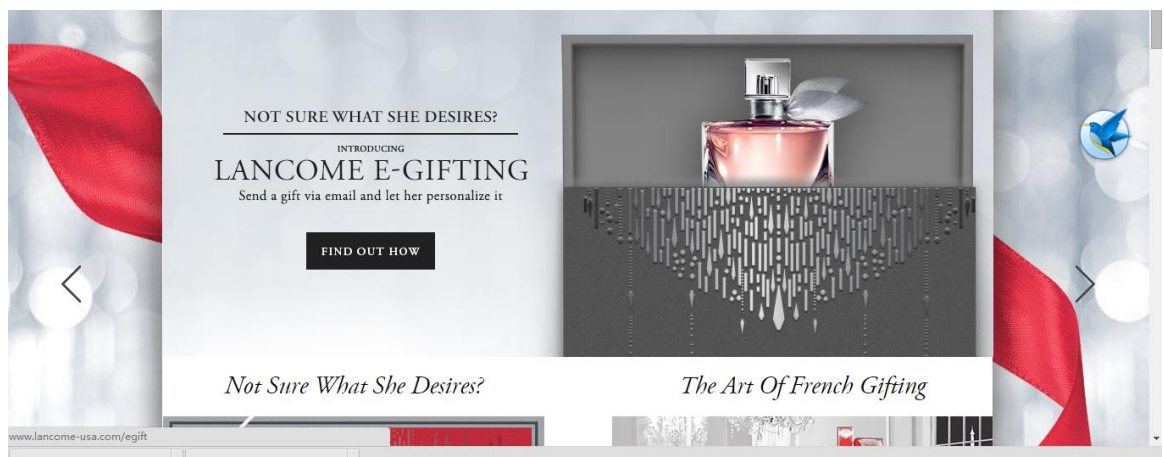 NOT SURE WHAT SHE DESIRES?
INTRODUCING
LANCOME E-GIFTING
Send a gift via email and let her personalize it
FIND OUT HOW
Not Sure What She Desires?
The Art Of French Gifting
www.lancome-usa.com/egift